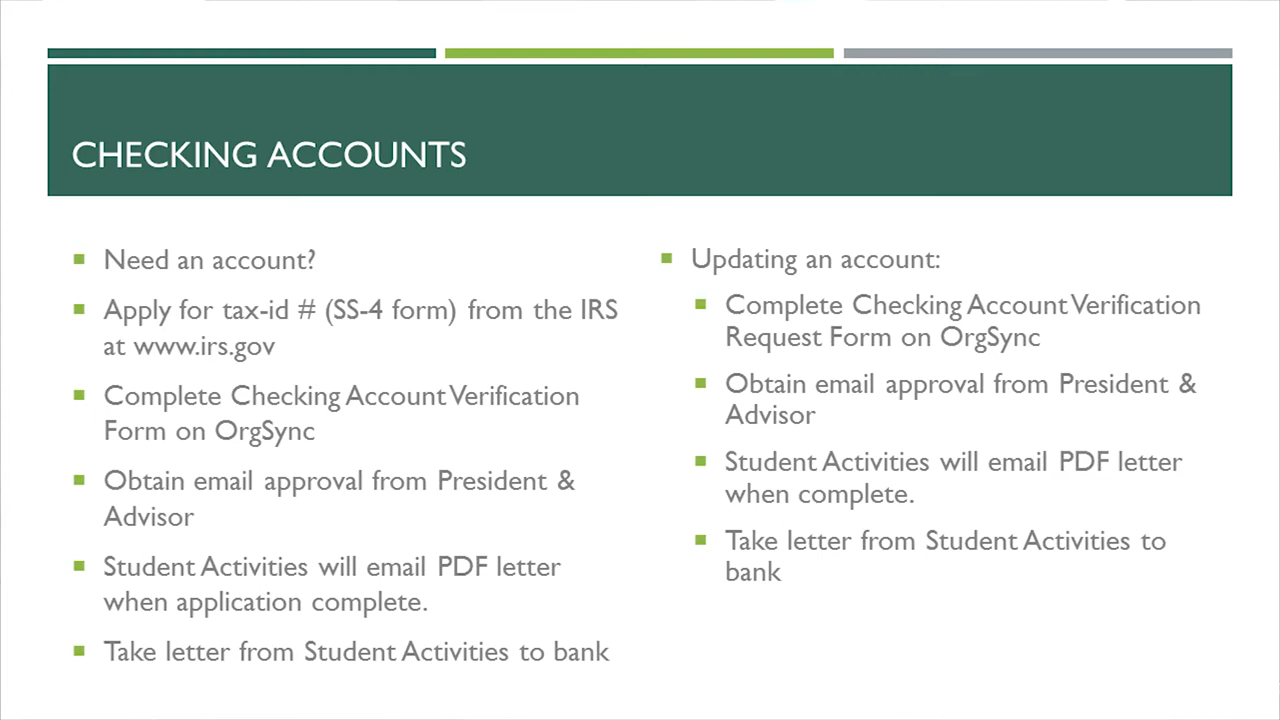 CHECKING ACCOUNTS
Need an account?
Apply for tax-id # (SS-4 form) from the IRS
at www.irs.gov
Complete Checking Account Verification
Form on OrgSync
Obtain email approval from President &
Advisor
Student Activities will email PDF letter
when application complete.
Take letter from Student Activities to bank
Updating an account:
Complete Checking Account Verification
Request Form on OrgSync
Obtain email approval from President &
Advisor
Student Activities will email PDF letter
when complete.
Take letter from Student Activities to
bank